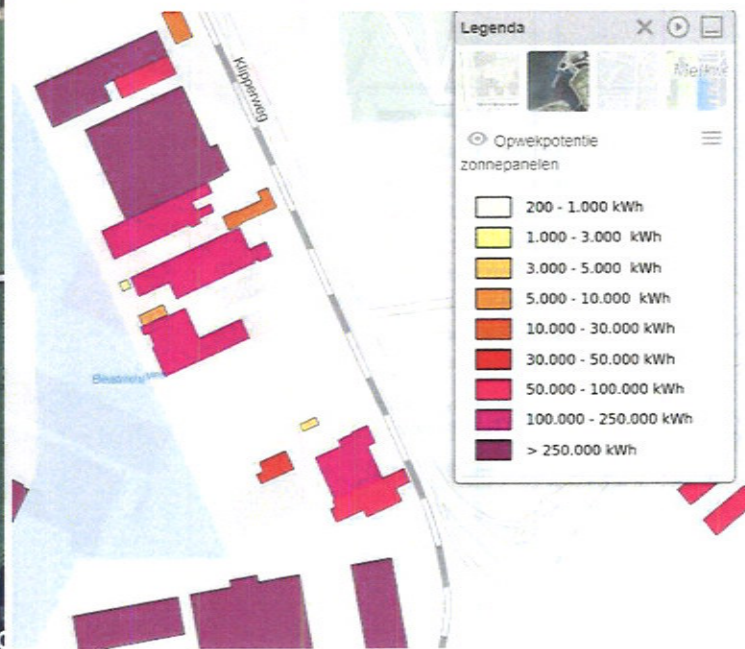 Klipperweg
Legenda
Opwekpotentie
zonnepanelen
200 - 1.000 kWh
1.000 - 3.000 kWh
3.000 - 5.000 kWh
5.000 - 10.000 kWh
10.000 - 30.000 kWh
30.000 - 50.000 kWh
50.000 - 100.000 kWh
100.000 - 250.000 kWh
> 250.000 kWh